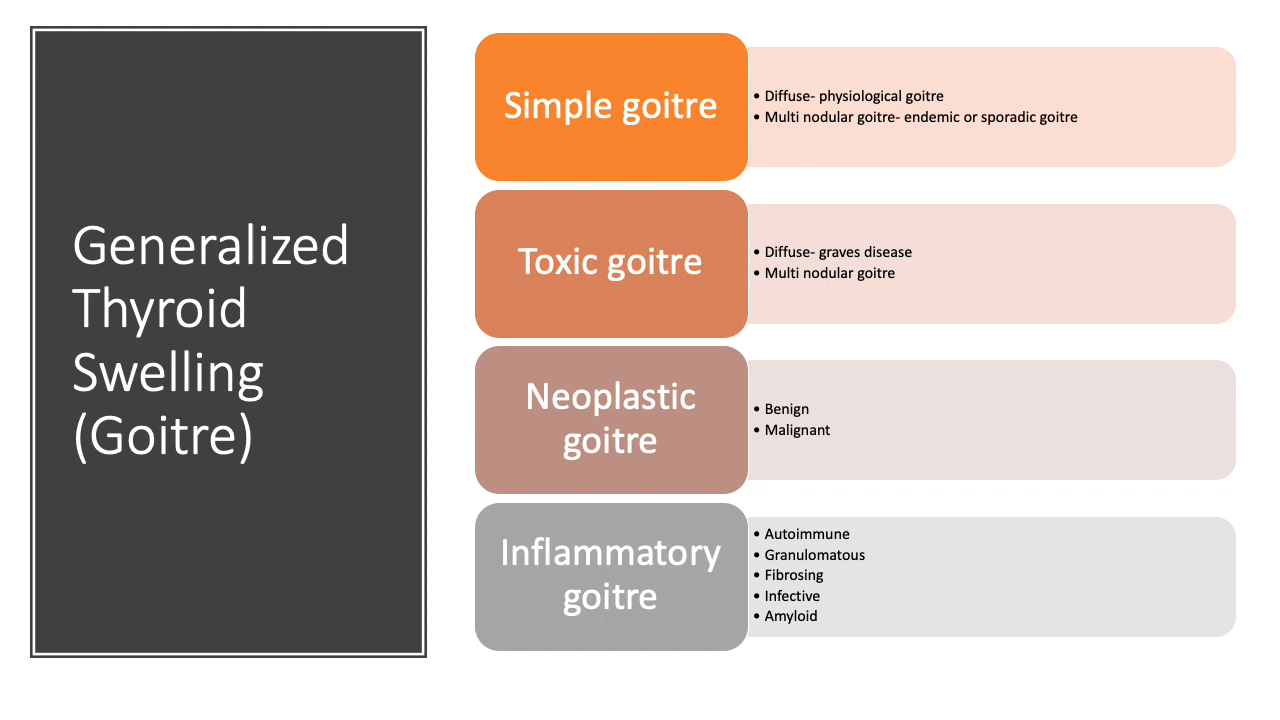 Generalized
Thyroid
Swelling
(Goitre)
Simple goitre
• Diffuse- physiological goitre
• Multi nodular goitre- endemic or sporadic goitre
Toxic goitre
• Diffuse- graves disease
• Multi nodular goitre
Neoplastic
goitre
• Benign
• Malignant
Inflammatory
goitre
• Autoimmune
• Granulomatous
• Fibrosing
• Infective
• Amyloid